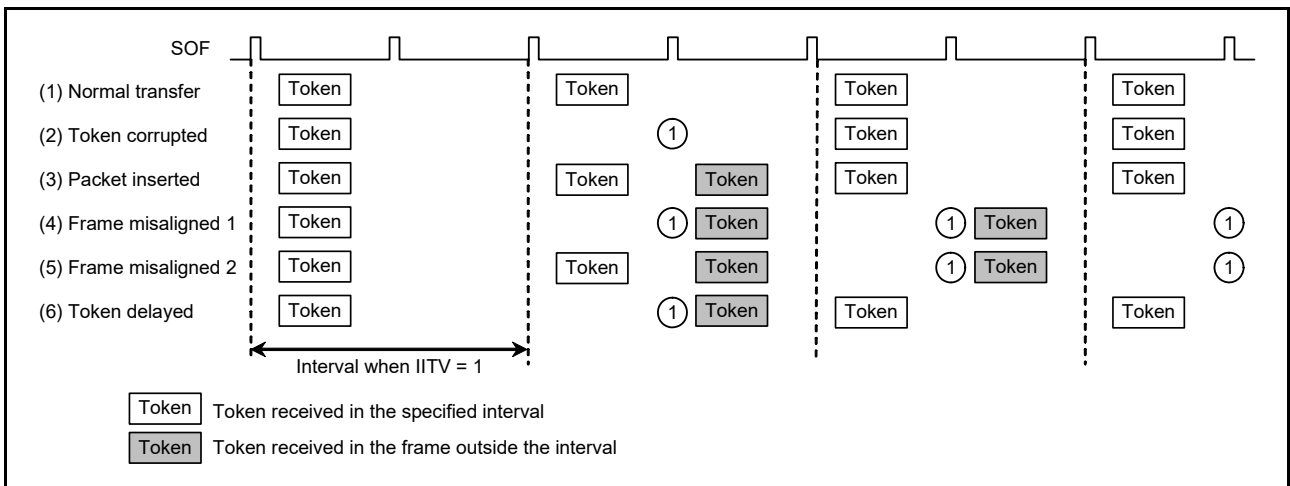 SOF
(1) Normal transfer Token Token Token Token
(2) Token corrupted Token 1 Token Token
(3) Packet inserted Token Token Token Token Token
(4) Frame misaligned 1 Token 1 Token 1 Token 1
(5) Frame misaligned 2 Token Token Token 1 Token 1
(6) Token delayed Token 1 Token Token Token
Interval when IITV = 1
Token Token received in the specified interval
Token Token received in the frame outside the interval